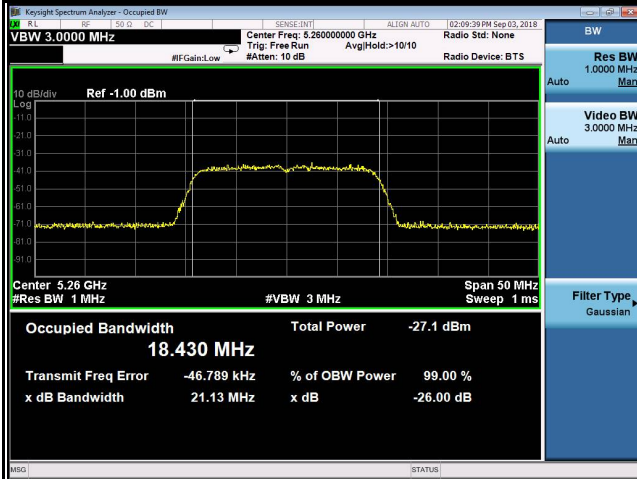 Keysight Spectrum Analyzer - Occupied BW
RL RF 50 Ω DC SENSE:INT ALIGN AUTO 02:09:39 PM Sep 03, 2018
VBW 3.0000 MHz
Center Freq: 5.260000000 GHz Radio Std: None
Trig: Free Run Avg|Hold:>10/10
#IFGain:Low #Atten: 10 dB Radio Device: BTS
BW
Res BW
1.0000 MHz
Auto Man
Video BW
3.0000 MHz
Auto Man
Filter Type
Gaussian
10 dB/div Ref -1.00 dBm
Log
-11.0
-21.0
-31.0
-41.0
-51.0
-61.0
-71.0
-81.0
-91.0
Center 5.26 GHz Span 50 MHz
#Res BW 1 MHz #VBW 3 MHz Sweep 1 ms
Occupied Bandwidth Total Power -27.1 dBm
18.430 MHz
Transmit Freq Error -46.789 kHz % of OBW Power 99.00 %
x dB Bandwidth 21.13 MHz x dB -26.00 dB
MSG STATUS